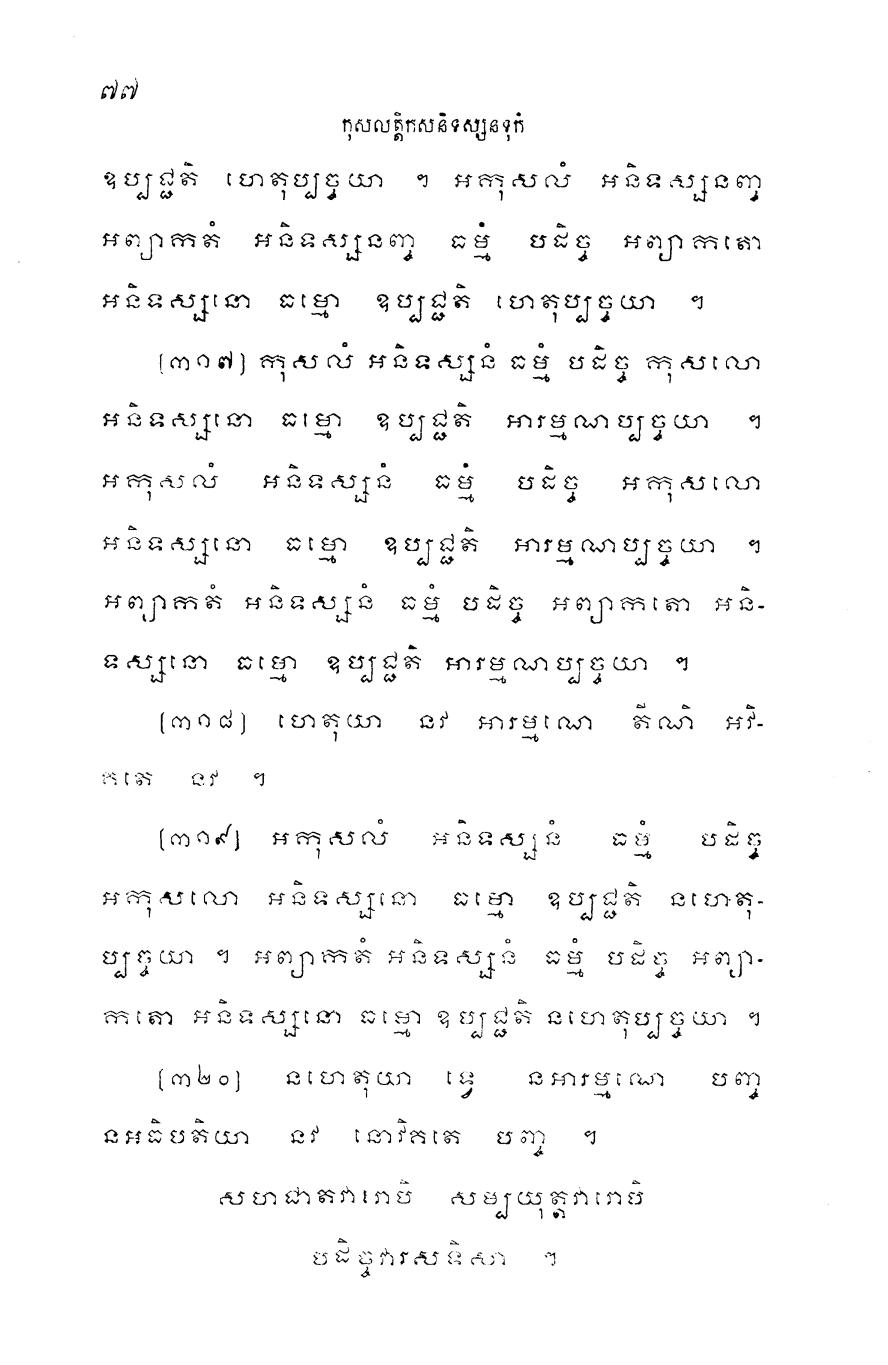 ៧៧
កុសលត្តិកសនិទស្សនទុកំ
ឧប្បជ្ជតិ ហេតុប្បច្ចយា ។ អកុសលំ អនិទស្សនញ្ច
អព្យាកតំ អនិទស្សនញ្ច ធម្មំ បដិច្ច អព្យាកតោ
អនិទស្សនោ ធម្មោ ឧប្បជ្ជតិ ហេតុប្បច្ចយា ។
[៣១៧] កុសលំ អនិទស្សនំ ធម្មំ បដិច្ច កុសលោ
អនិទស្សនោ ធម្មោ ឧប្បជ្ជតិ អារម្មណប្បច្ចយា ។
អកុសលំ អនិទស្សនំ ធម្មំ បដិច្ច អកុសលោ
អនិទស្សនោ ធម្មោ ឧប្បជ្ជតិ អារម្មណប្បច្ចយា ។
អព្យាកតំ អនិទស្សនំ ធម្មំ បដិច្ច អព្យាកតោ អនិ-
ទស្សនោ ធម្មោ ឧប្បជ្ជតិ អារម្មណប្បច្ចយា ។
[៣១៨] ហេតុយា នវ អារម្មណេ តីណិ អវិ-
គតេ នវ ។
[៣១៩] អកុសលំ អនិទស្សនំ ធម្មំ បដិច្ច
អកុសលោ អនិទស្សនោ ធម្មោ ឧប្បជ្ជតិ នហេតុ-
ប្បច្ចយា ។ អព្យាកតំ អនិទស្សនំ ធម្មំ បដិច្ច អព្យា-
កតោ អនិទស្សនោ ធម្មោ ឧប្បជ្ជតិ នហេតុប្បច្ចយា ។
[៣២០] នហេតុយា ទ្វេ នអារម្មណេ បញ្ច
នអធិបតិយា នវ នោវិគតេ បញ្ច ។
សហជាតវារោបិ សម្បយុត្តវារោបិ
បដិច្ចវារសទិសា ។